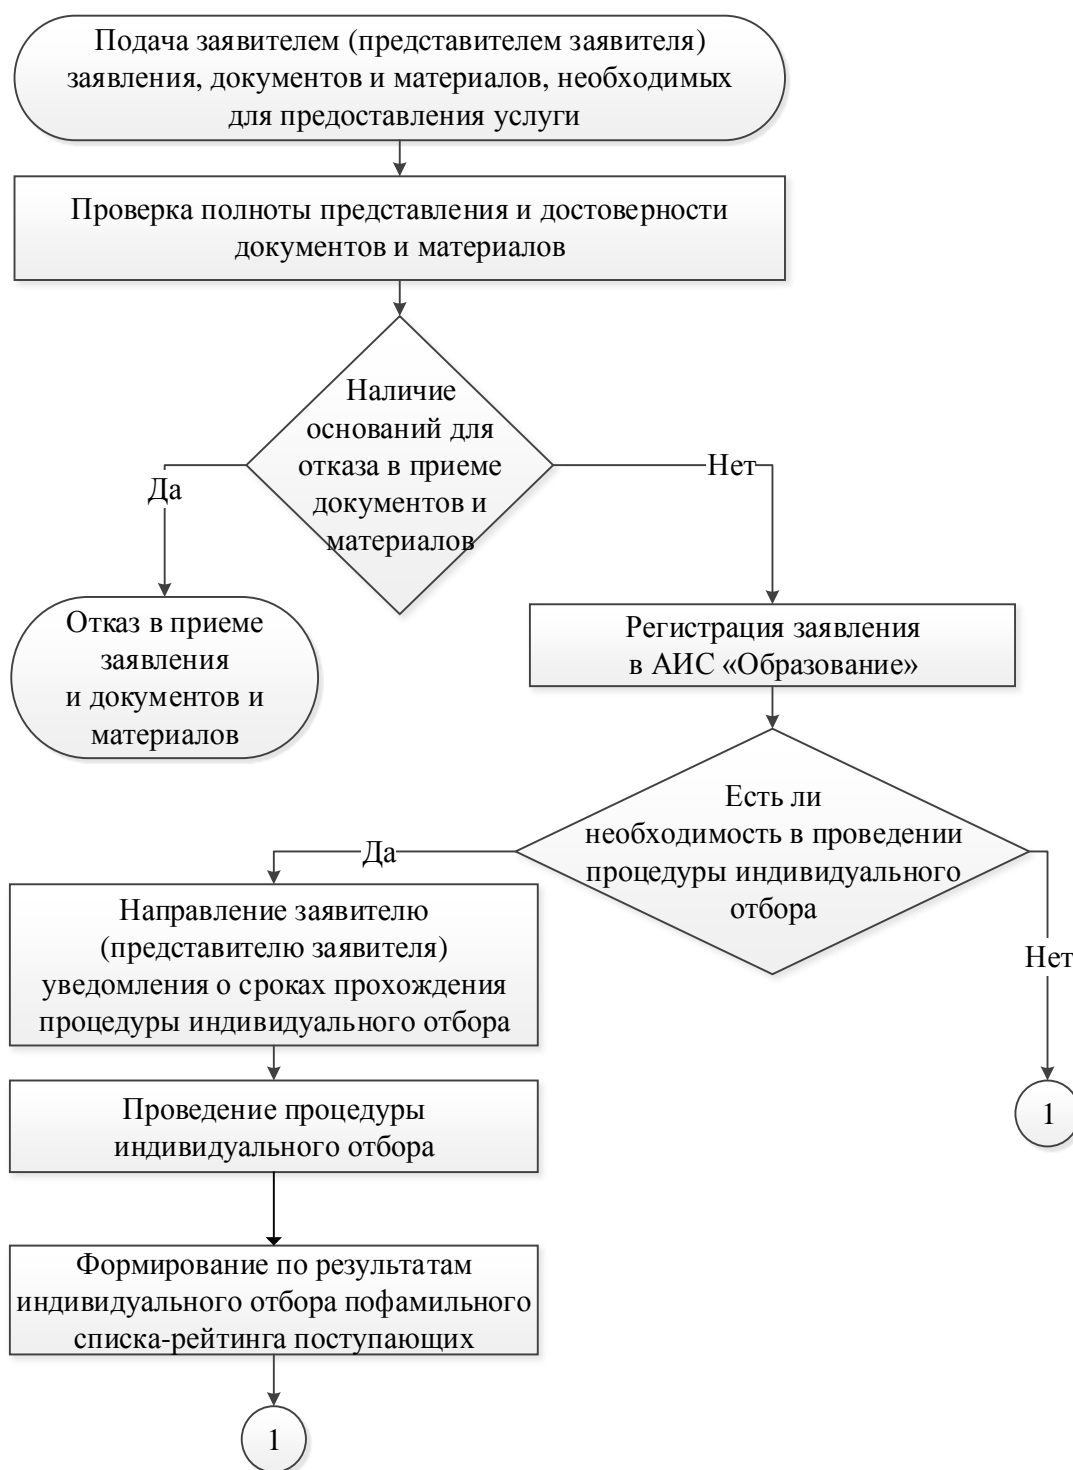 Подача заявителем (представителем заявителя)
заявления, документов и материалов, необходимых
для предоставления услуги
Проверка полноты представления и достоверности
документов и материалов
Наличие
оснований для
отказа в приеме
документов и
материалов
Да
Нет
Отказ в приеме
заявления
и документов и
материалов
Регистрация заявления
в АИС «Образование»
Есть ли
необходимость в проведении
процедуры индивидуального
отбора
Да
Нет
Направление заявителю
(представителю заявителя)
уведомления о сроках прохождения
процедуры индивидуального отбора
Проведение процедуры
индивидуального отбора
1
Формирование по результатам
индивидуального отбора пофамильного
списка-рейтинга поступающих
1